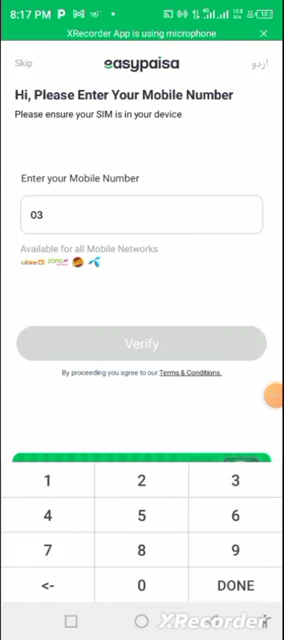 8:17 PM
XRecorder App is using microphone
Skip
easypaisa
اردو
Hi, Please Enter Your Mobile Number
Please ensure your SIM is in your device
Enter your Mobile Number
03
Available for all Mobile Networks
Verify
By proceeding you agree to our Terms & Conditions.
1 2 3
4 5 6
7 8 9
<- 0 DONE
XRecorder